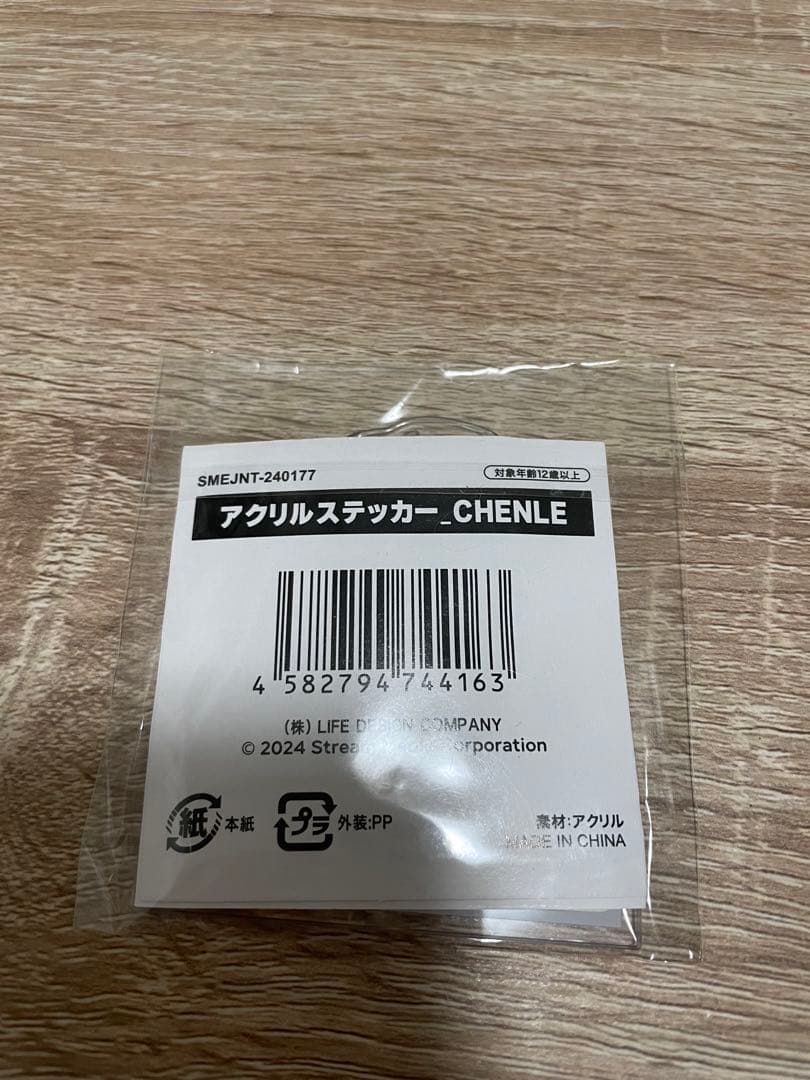 SMEJNT-240177
対象年齢12歳以上
アクリルステッカー_CHENLE
4 582794 744163
(株) LIFE DESIGN COMPANY
© 2024 Strea Corporation
紙 本紙
プラ 外装:PP
素材:アクリル
MADE IN CHINA